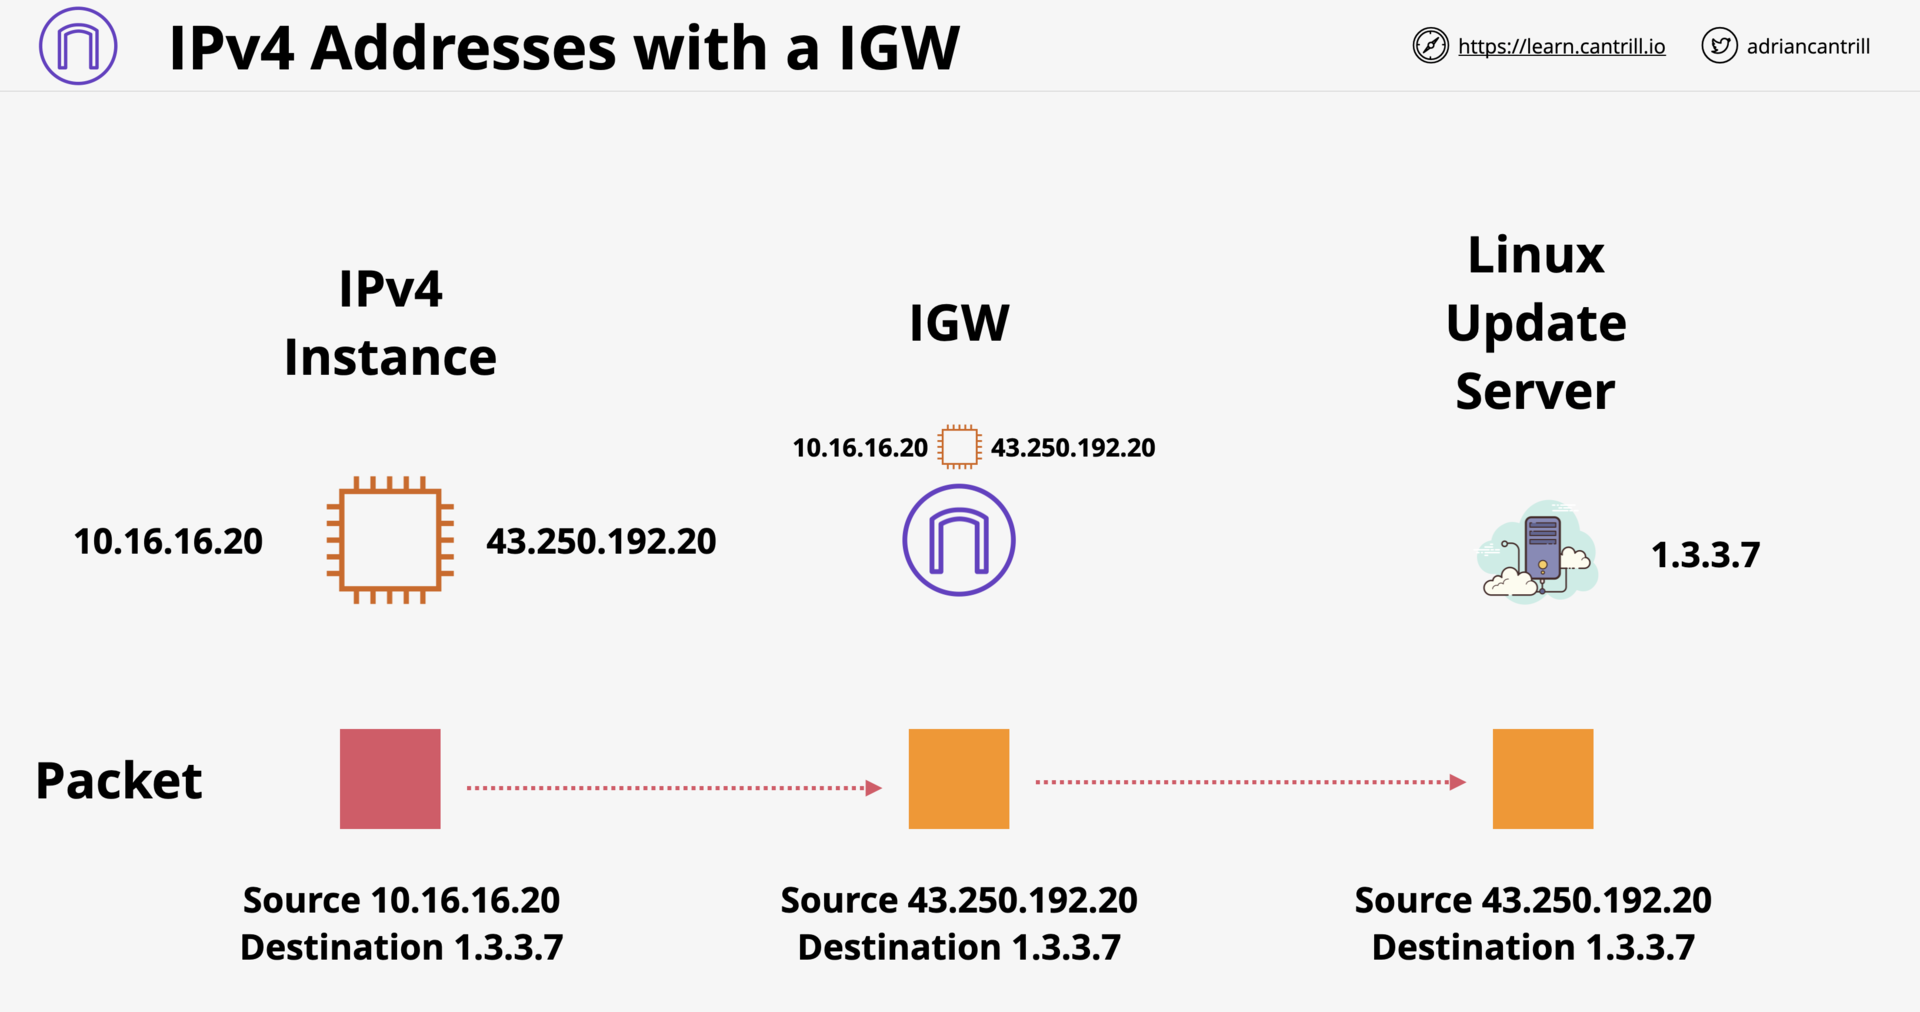 IPv4 Addresses with a IGW
https://learn.cantrill.io
adriancantrill
IPv4
Instance
IGW
Linux
Update
Server
10.16.16.20
43.250.192.20
10.16.16.20
43.250.192.20
1.3.3.7
Packet
Source 10.16.16.20
Destination 1.3.3.7
Source 43.250.192.20
Destination 1.3.3.7
Source 43.250.192.20
Destination 1.3.3.7